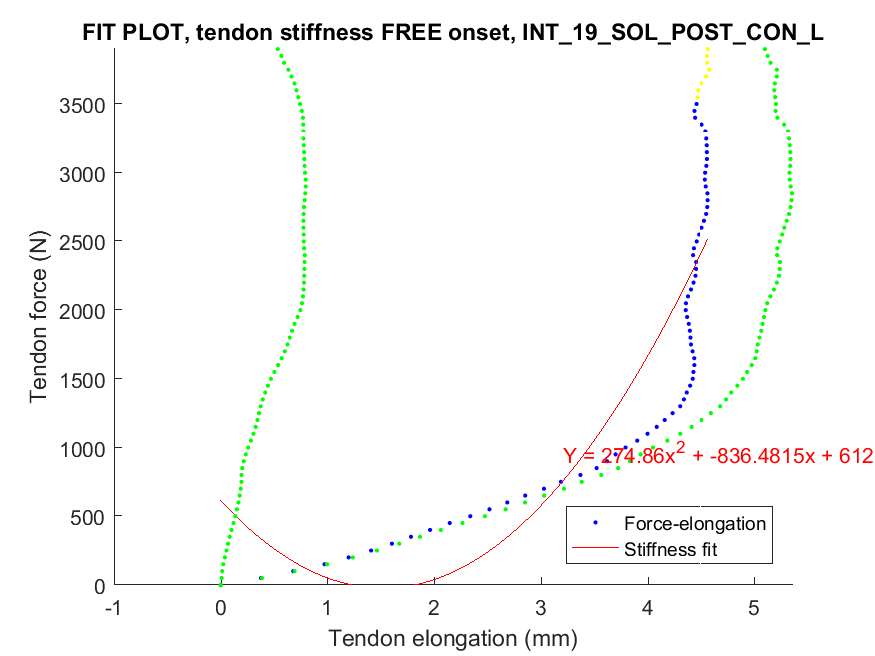 FIT PLOT, tendon stiffness FREE onset, INT_19_SOL_POST_CON_L
3500
3000
2500
2000
1500
1000
500
0
Tendon force (N)
Y = 274.86x² + -836.4815x + 612
Force-elongation
Stiffness fit
-1 0 1 2 3 4 5
Tendon elongation (mm)